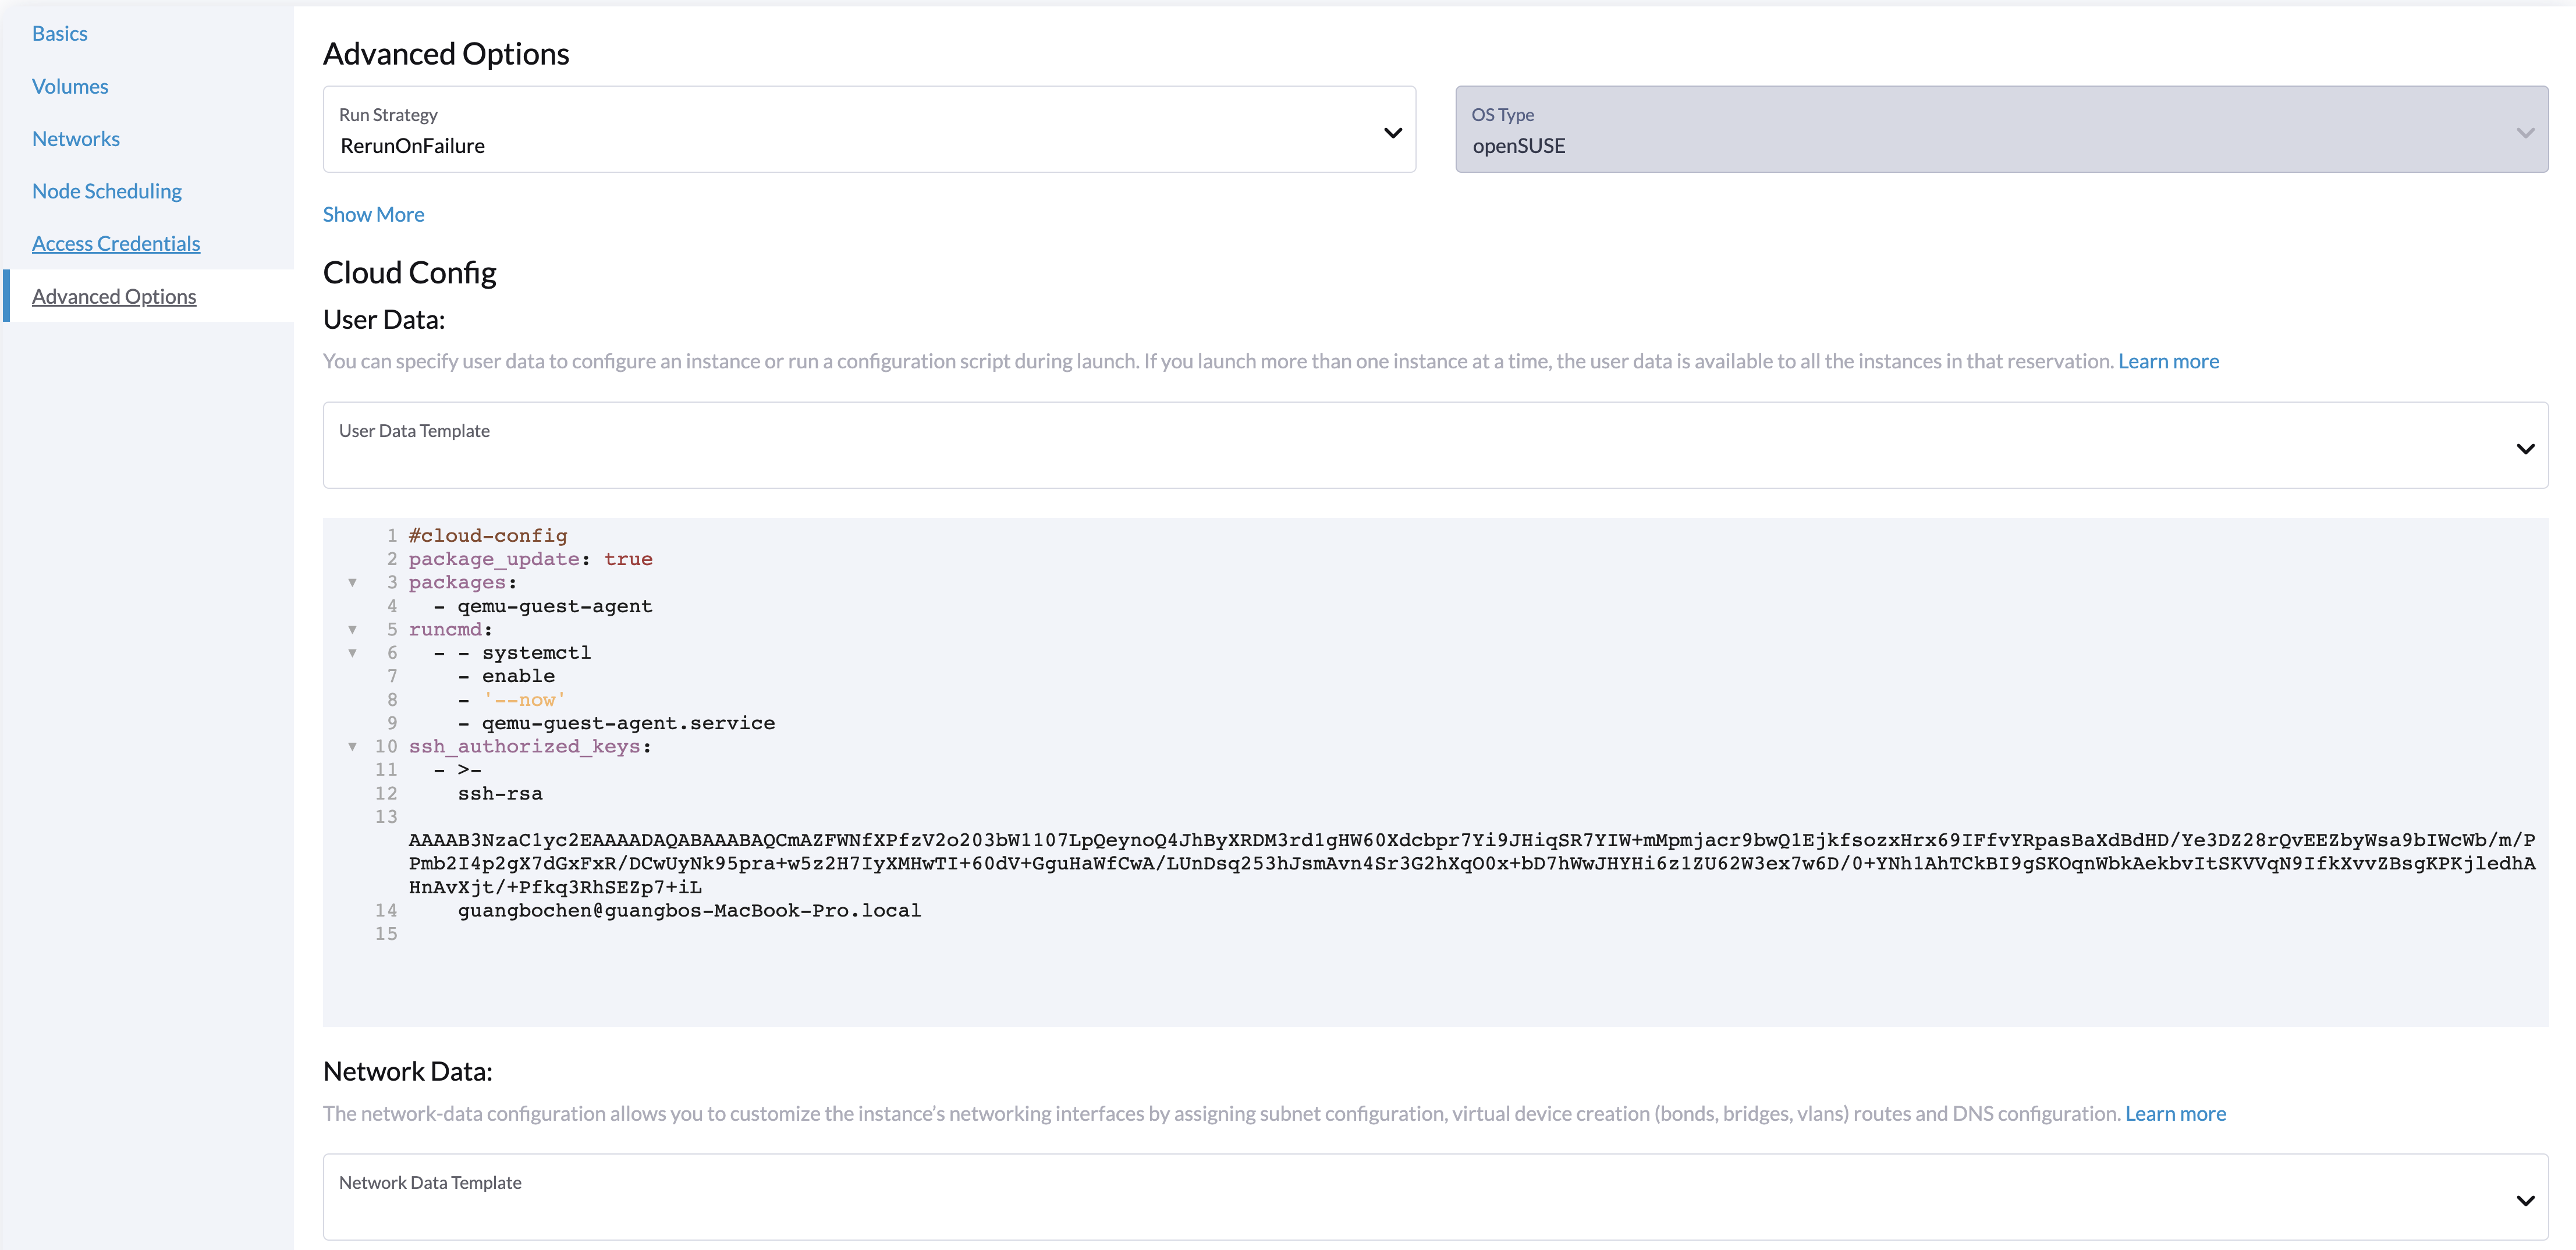 Basics
Volumes
Networks
Node Scheduling
Access Credentials
Advanced Options
Advanced Options
Run Strategy
RerunOnFailure
OS Type
openSUSE
Show More
Cloud Config
User Data:
You can specify user data to configure an instance or run a configuration script during launch. If you launch more than one instance at a time, the user data is available to all the instances in that reservation. Learn more
User Data Template
1 #cloud-config
2 package_update: true
3 packages:
4   - qemu-guest-agent
5 runcmd:
6   - - systemctl
7     - enable
8     - '--now'
9     - qemu-guest-agent.service
10 ssh_authorized_keys:
11   - >-
12     ssh-rsa
13
AAAAB3NzaC1yc2EAAAADAQABAAABAQCmAZFWNfXPfzV2o203bW1107LpQeynoQ4JhByXRDM3rd1gHW60Xdcbpr7Yi9JHiqSR7YIW+mMpmjacr9bwQ1EjkfsozxHrx69IFfvYRpasBaXdBdHD/Ye3DZ28rQvEEZbyWsa9bIWcWb/m/P
Pmb2I4p2gX7dGxFxR/DCwUyNk95pra+w5z2H7IyXMHwTI+60dV+GguHaWfCwA/LUnDsq253hJsmAvn4Sr3G2hXqO0x+bD7hWwJHYHi6z1ZU62W3ex7w6D/0+YNh1AhTCkBI9gSKOqnWbkAekbvItSKVVqN9IfkXvvZBsgKPKjledhA
HnAvXjt/+Pfkq3RhSEZp7+iL
14     guangbochen@guangbos-MacBook-Pro.local
15
Network Data:
The network-data configuration allows you to customize the instance’s networking interfaces by assigning subnet configuration, virtual device creation (bonds, bridges, vlans) routes and DNS configuration. Learn more
Network Data Template